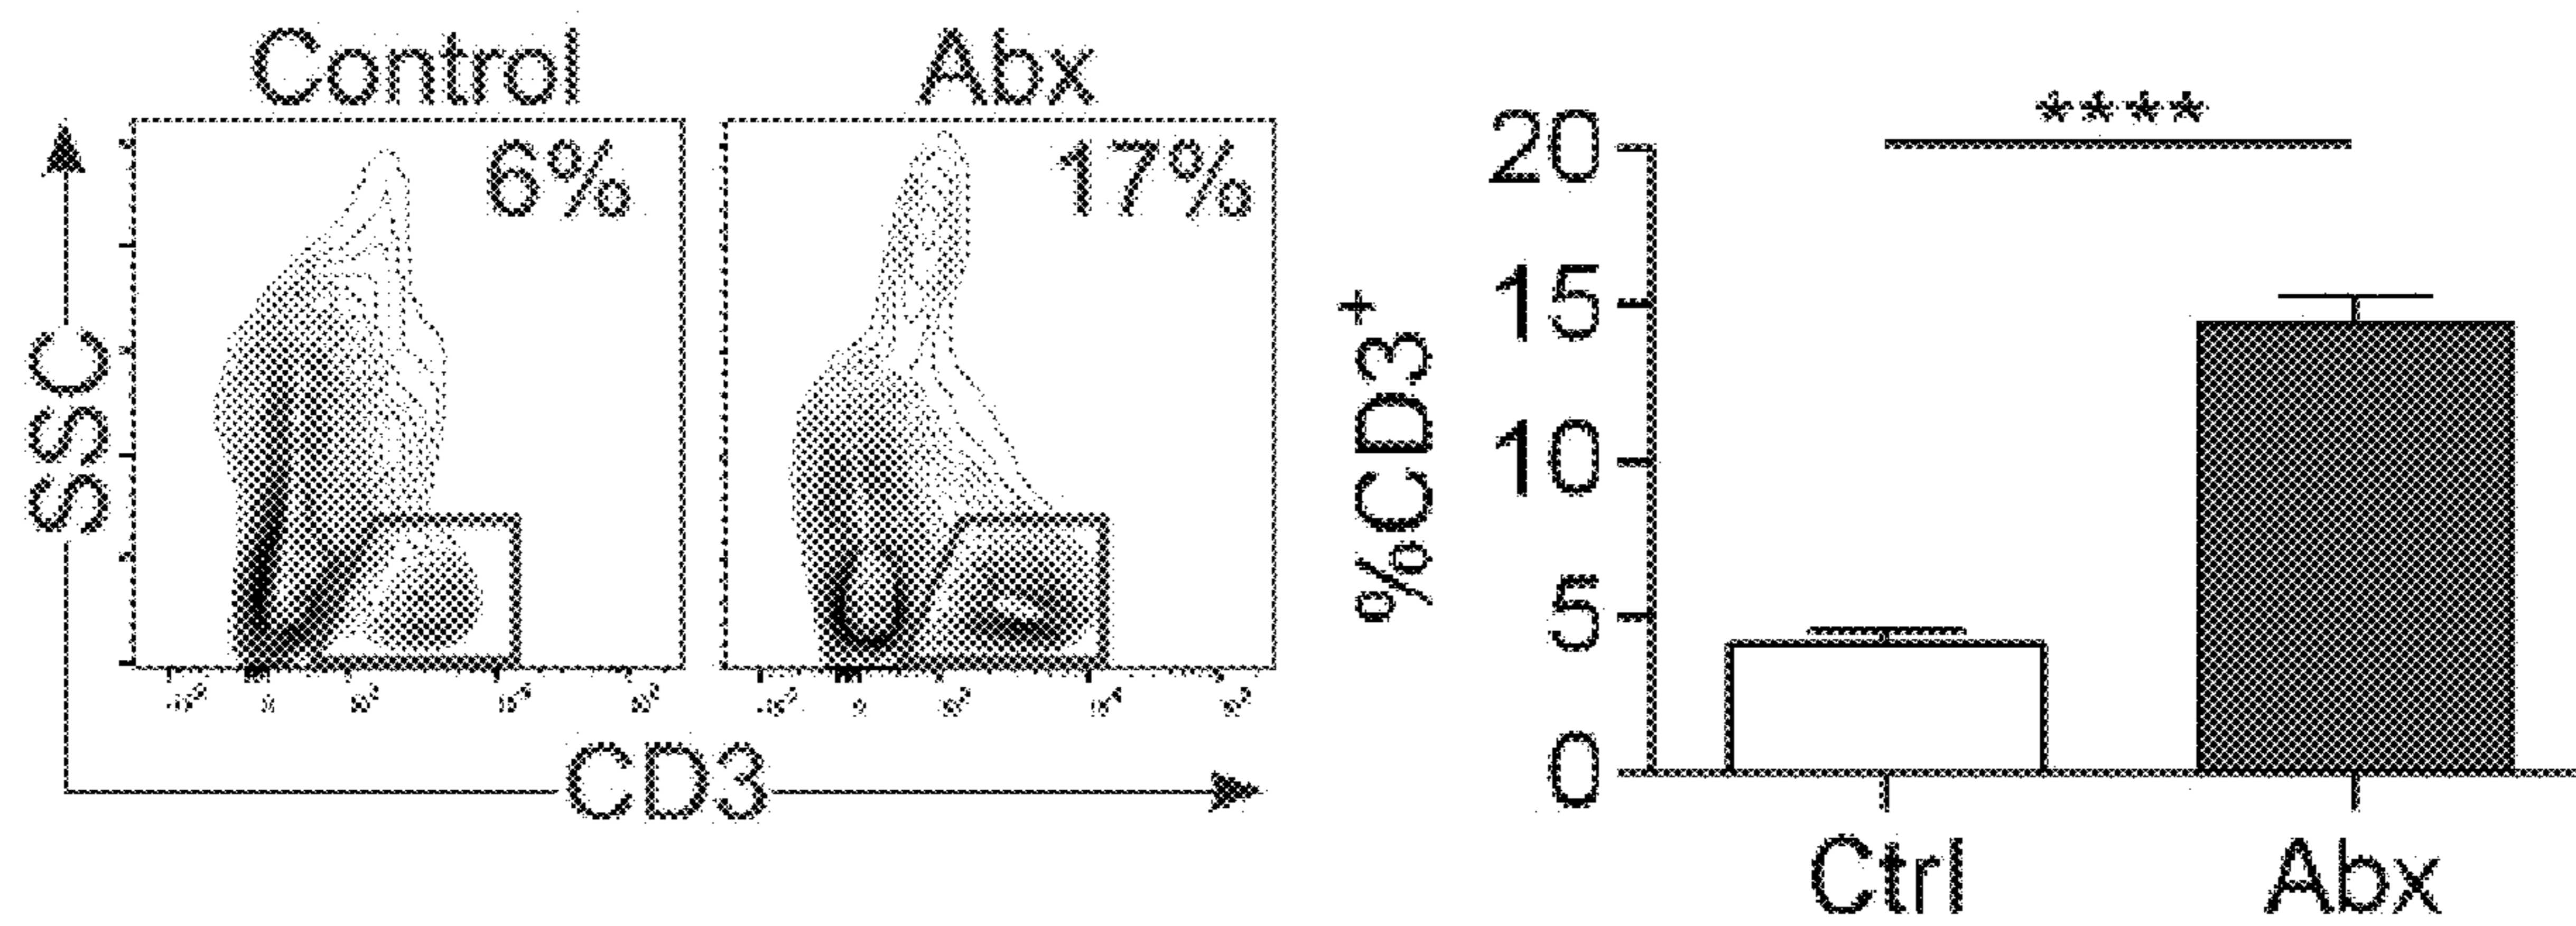 Control
Abx
6%
17%
SSC
CD3
****
%CD3⁺
20
15
10
5
0
Ctrl
Abx